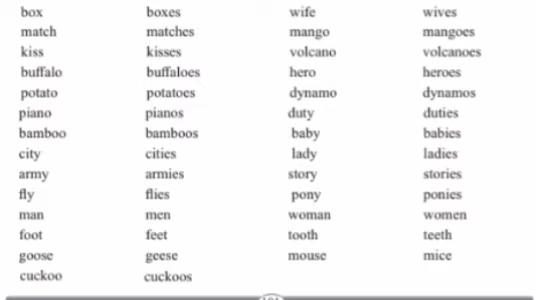 box boxes wife wives
match matches mango mangoes
kiss kisses volcano volcanoes
buffalo buffaloes hero heroes
potato potatoes dynamo dynamos
piano pianos duty duties
bamboo bamboos baby babies
city cities lady ladies
army armies story stories
fly flies pony ponies
man men woman women
foot feet tooth teeth
goose geese mouse mice
cuckoo cuckoos